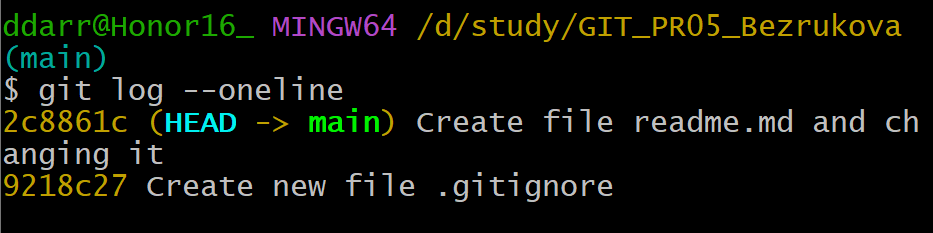 ddarr@Honor16_ MINGW64 /d/study/GIT_PR05_Bezrukova
(main)
$ git log --oneline
2c8861c (HEAD -> main) Create file readme.md and ch
anging it
9218c27 Create new file .gitignore